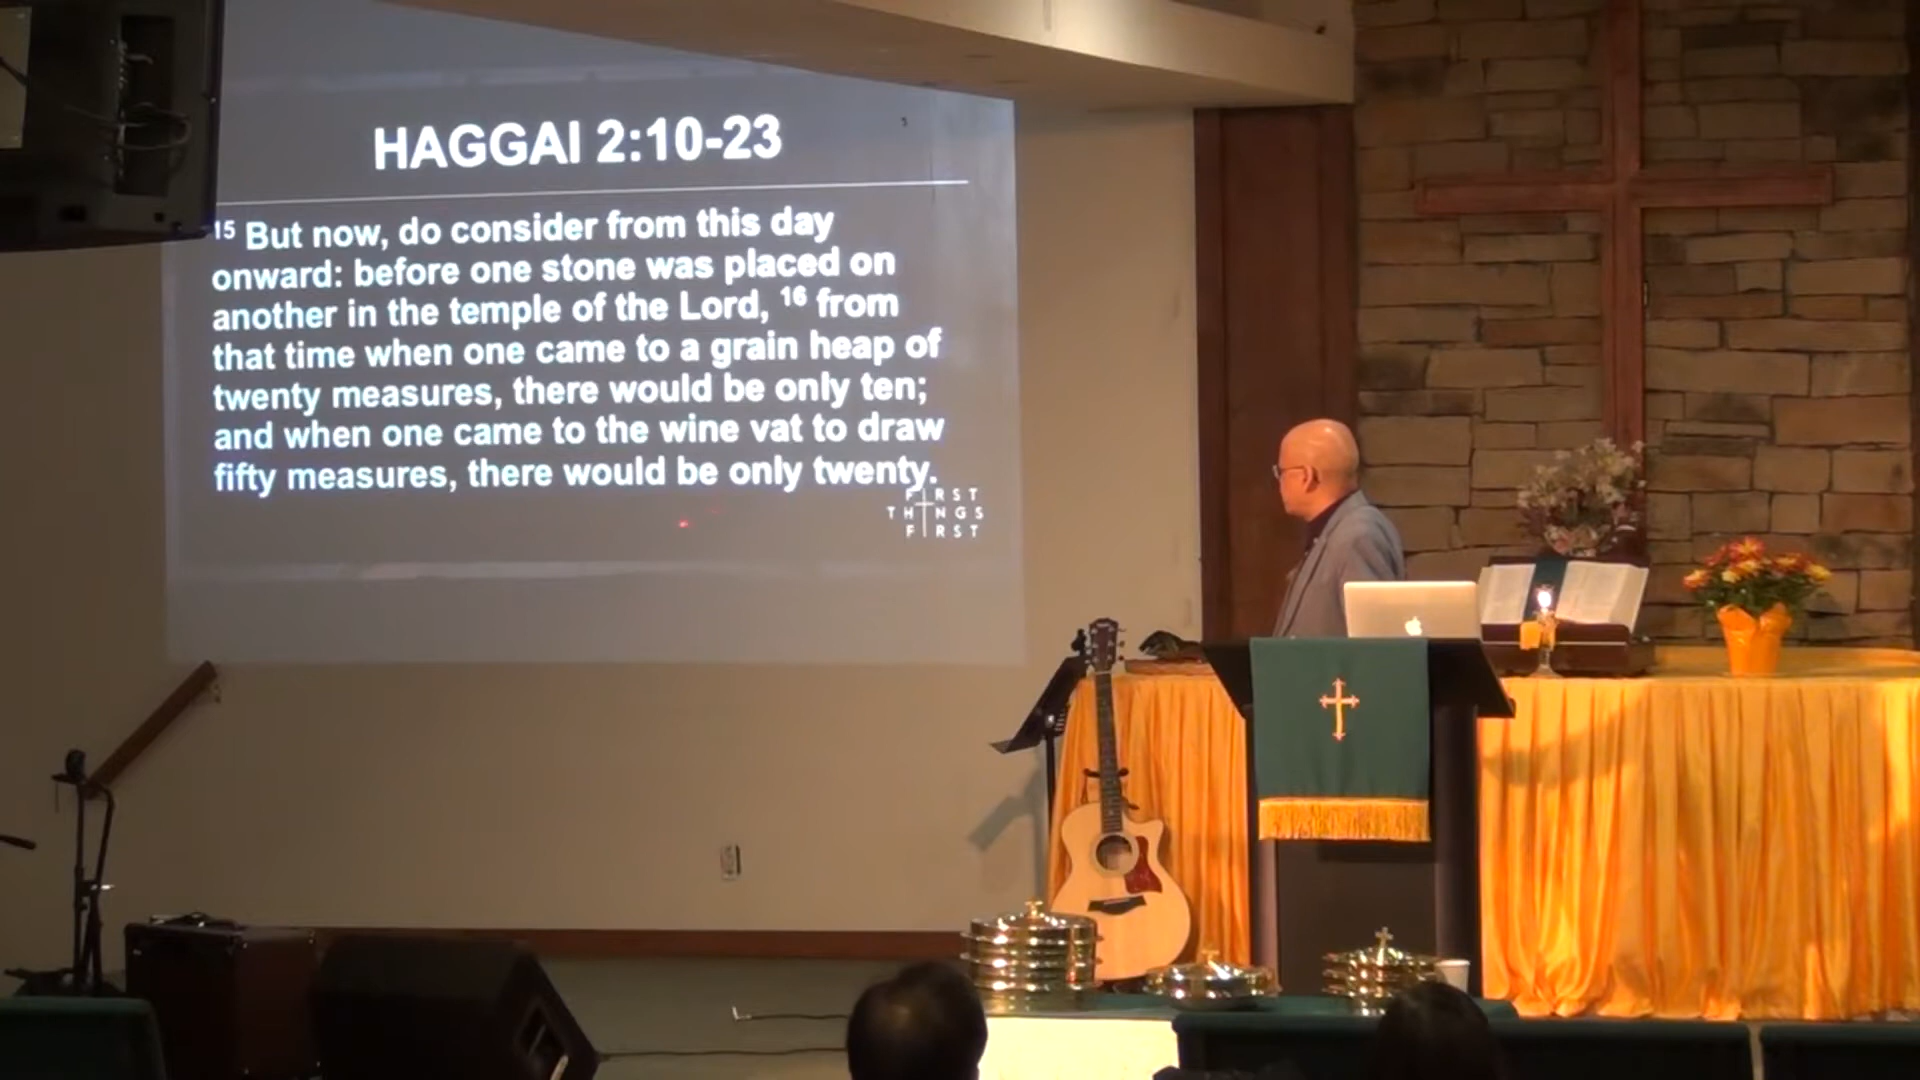 HAGGAI 2:10-23
15 But now, do consider from this day
onward: before one stone was placed on
another in the temple of the Lord, 16 from
that time when one came to a grain heap of
twenty measures, there would be only ten;
and when one came to the wine vat to draw
fifty measures, there would be only twenty.
FIRST
THINGS
FIRST